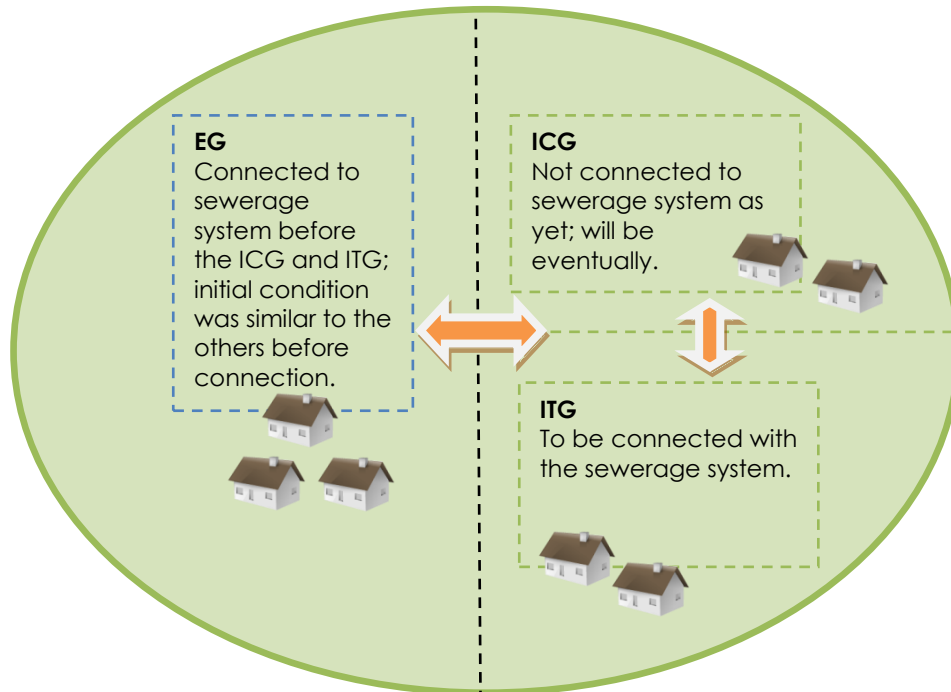 EG
Connected to
sewerage
system before
the ICG and ITG;
initial condition
was similar to the
others before
connection.
ICG
Not connected to
sewerage system as
yet; will be
eventually.
ITG
To be connected with
the sewerage system.